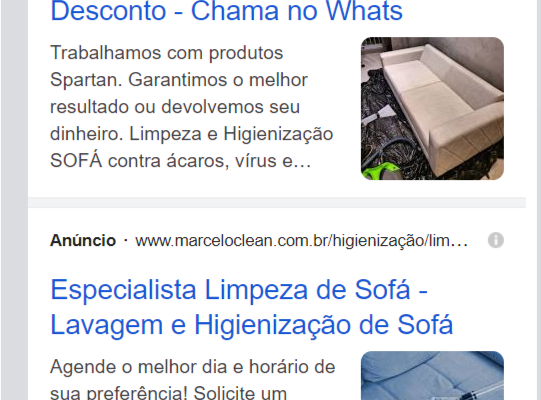 Desconto - Chama no Whats
Trabalhamos com produtos
Spartan. Garantimos o melhor
resultado ou devolvemos seu
dinheiro. Limpeza e Higienização
SOFÁ contra ácaros, vírus e...
Anúncio · www.marceloclean.com.br/higienização/lim...
Especialista Limpeza de Sofá -
Lavagem e Higienização de Sofá
Agende o melhor dia e horário de
sua preferência! Solicite um